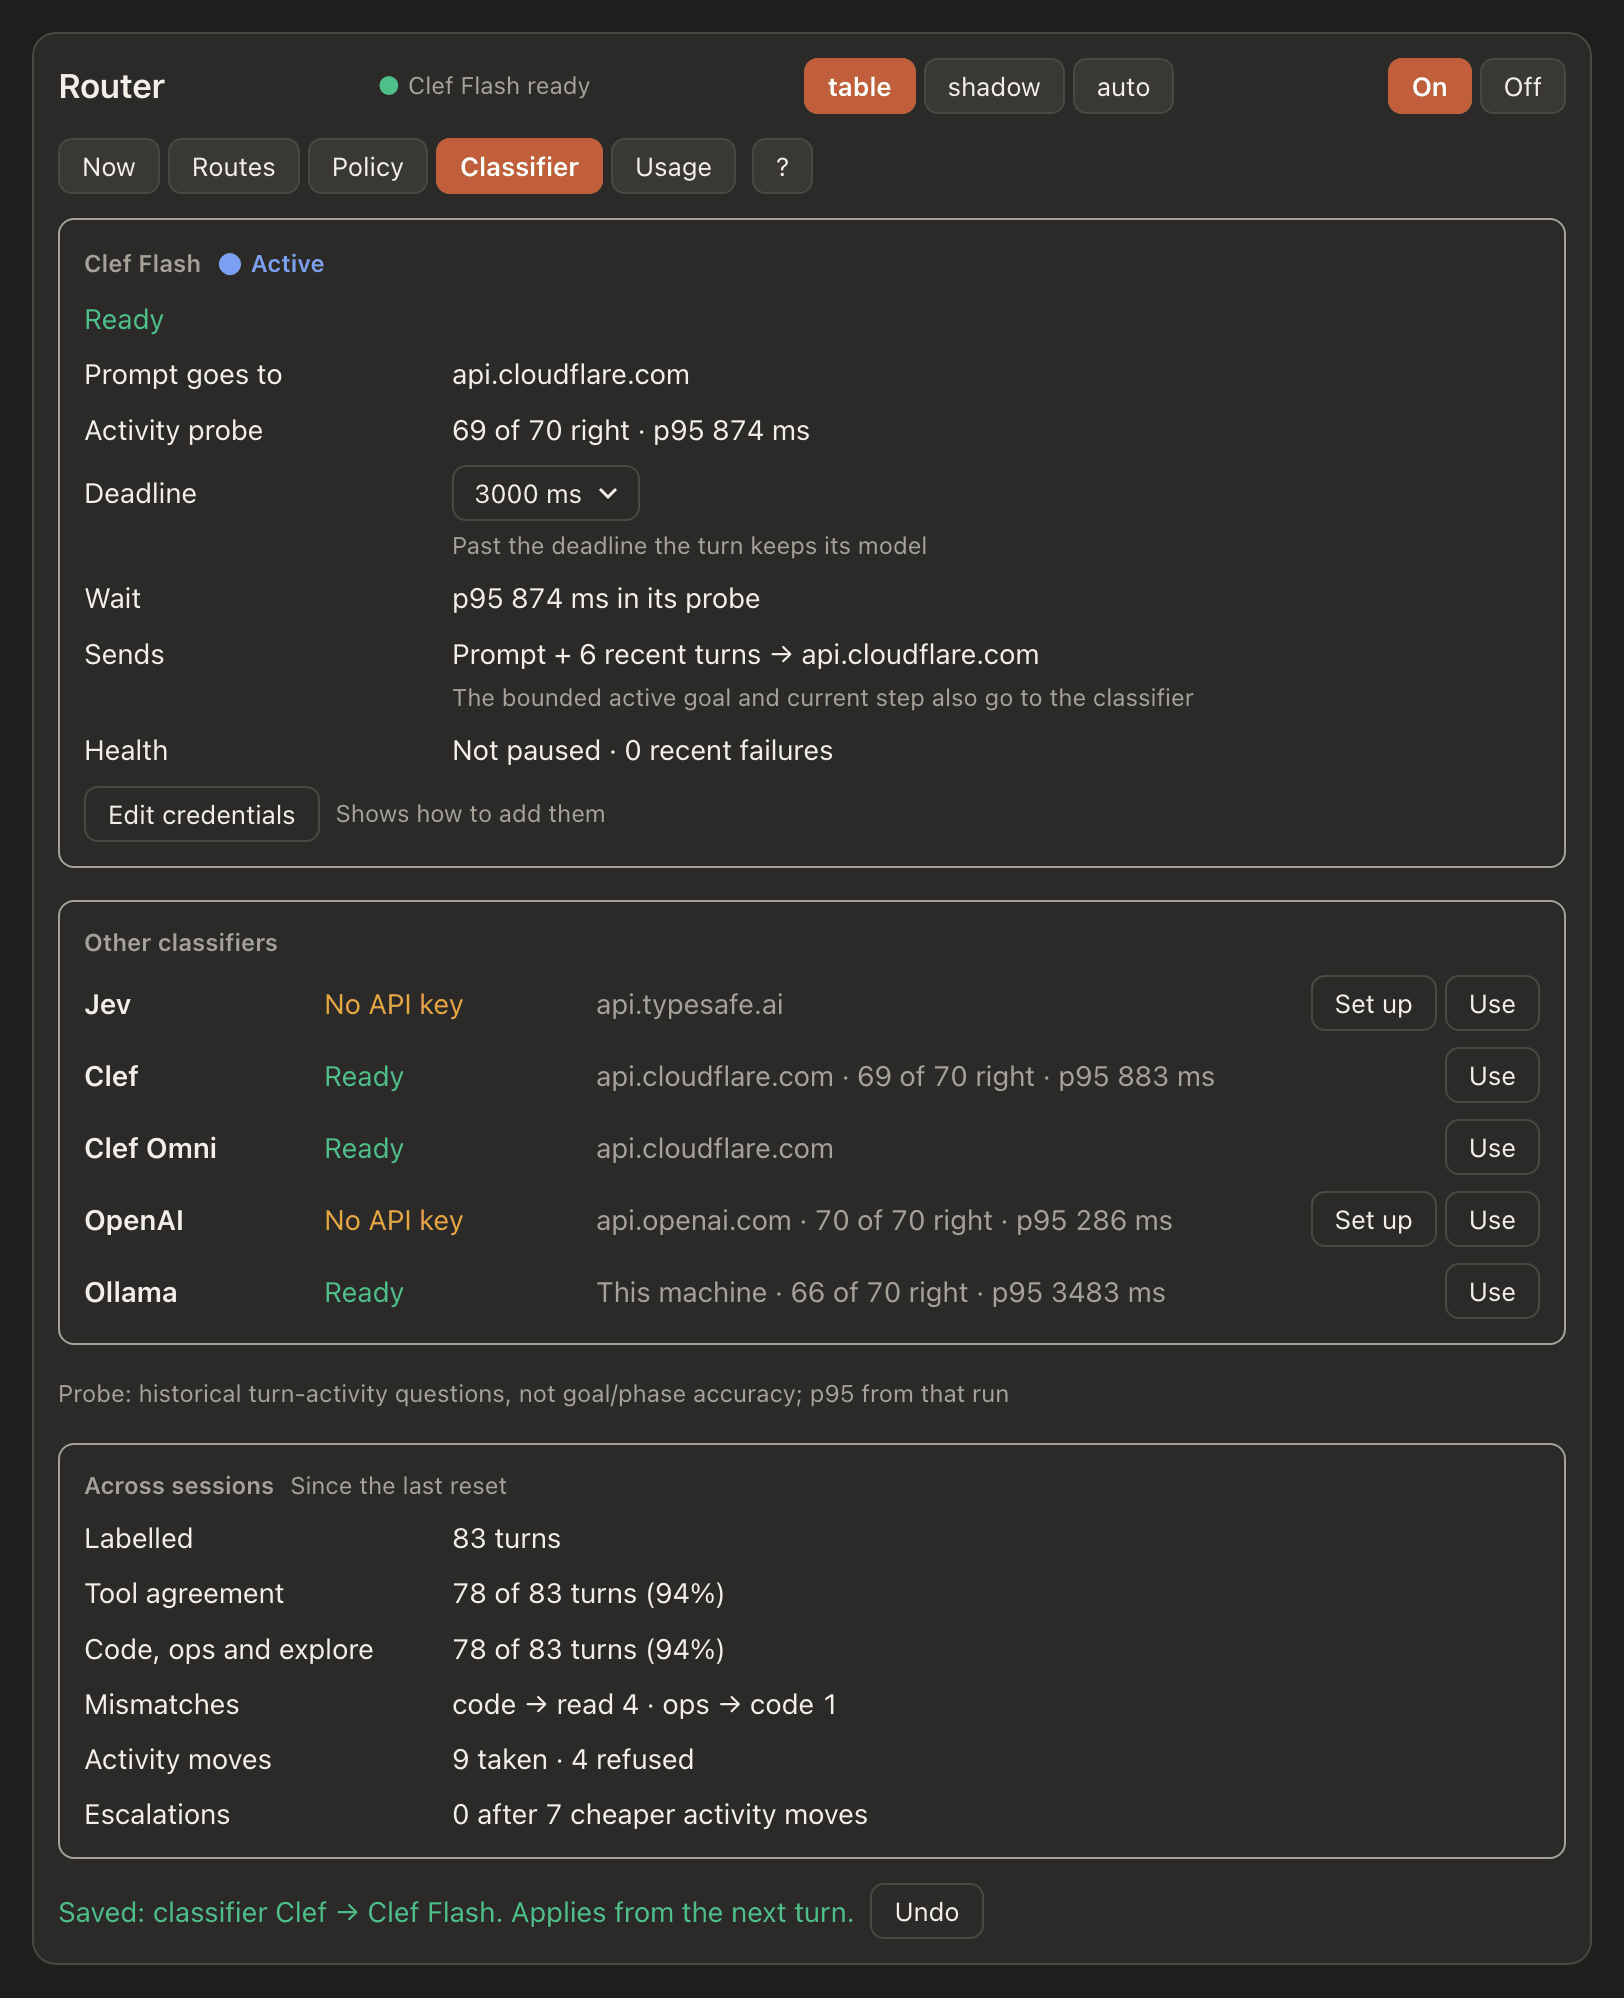 Router Clef Flash ready table shadow auto On Off
Now Routes Policy Classifier Usage ?
Clef Flash Active
Ready
Prompt goes to api.cloudflare.com
Activity probe 69 of 70 right · p95 874 ms
Deadline 3000 ms
Past the deadline the turn keeps its model
Wait p95 874 ms in its probe
Sends Prompt + 6 recent turns → api.cloudflare.com
The bounded active goal and current step also go to the classifier
Health Not paused · 0 recent failures
Edit credentials Shows how to add them
Other classifiers
Jev No API key api.typesafe.ai Set up Use
Clef Ready api.cloudflare.com · 69 of 70 right · p95 883 ms Use
Clef Omni Ready api.cloudflare.com Use
OpenAI No API key api.openai.com · 70 of 70 right · p95 286 ms Set up Use
Ollama Ready This machine · 66 of 70 right · p95 3483 ms Use
Probe: historical turn-activity questions, not goal/phase accuracy; p95 from that run
Across sessions Since the last reset
Labelled 83 turns
Tool agreement 78 of 83 turns (94%)
Code, ops and explore 78 of 83 turns (94%)
Mismatches code → read 4 · ops → code 1
Activity moves 9 taken · 4 refused
Escalations 0 after 7 cheaper activity moves
Saved: classifier Clef → Clef Flash. Applies from the next turn. Undo